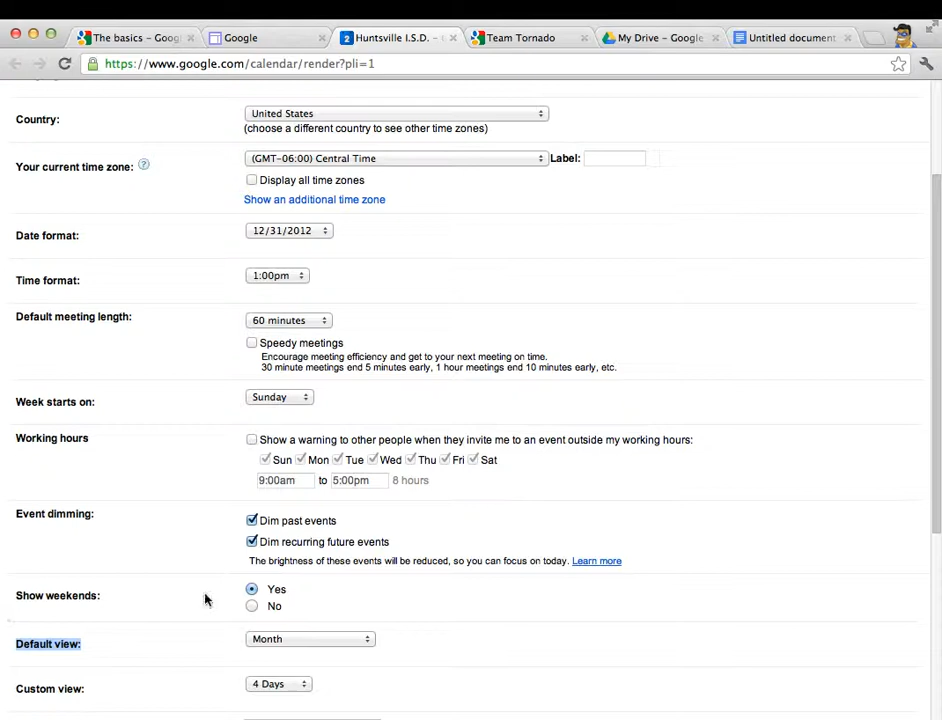 The basics – Goog
Google
2 Huntsville I.S.D. –
Team Tornado
My Drive – Google
Untitled document
https://www.google.com/calendar/render?pli=1
Country:
United States
(choose a different country to see other time zones)
Your current time zone: ?
(GMT-06:00) Central Time
Label:
Display all time zones
Show an additional time zone
Date format:
12/31/2012
Time format:
1:00pm
Default meeting length:
60 minutes
Speedy meetings
Encourage meeting efficiency and get to your next meeting on time.
30 minute meetings end 5 minutes early, 1 hour meetings end 10 minutes early, etc.
Week starts on:
Sunday
Working hours
Show a warning to other people when they invite me to an event outside my working hours:
Sun Mon Tue Wed Thu Fri Sat
9:00am to 5:00pm 8 hours
Event dimming:
Dim past events
Dim recurring future events
The brightness of these events will be reduced, so you can focus on today. Learn more
Show weekends:
Yes
No
Default view:
Month
Custom view:
4 Days